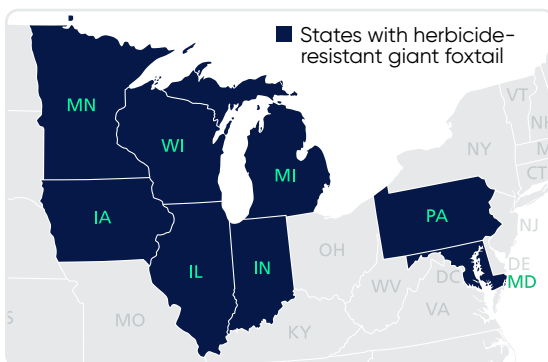 States with herbicide-
resistant giant foxtail
VT
MN
NH
WI
NY
M
CT
MI
IA
PA
NJ
OH
IL
IN
DE
DC
MD
WV
MO
VA
KY
S